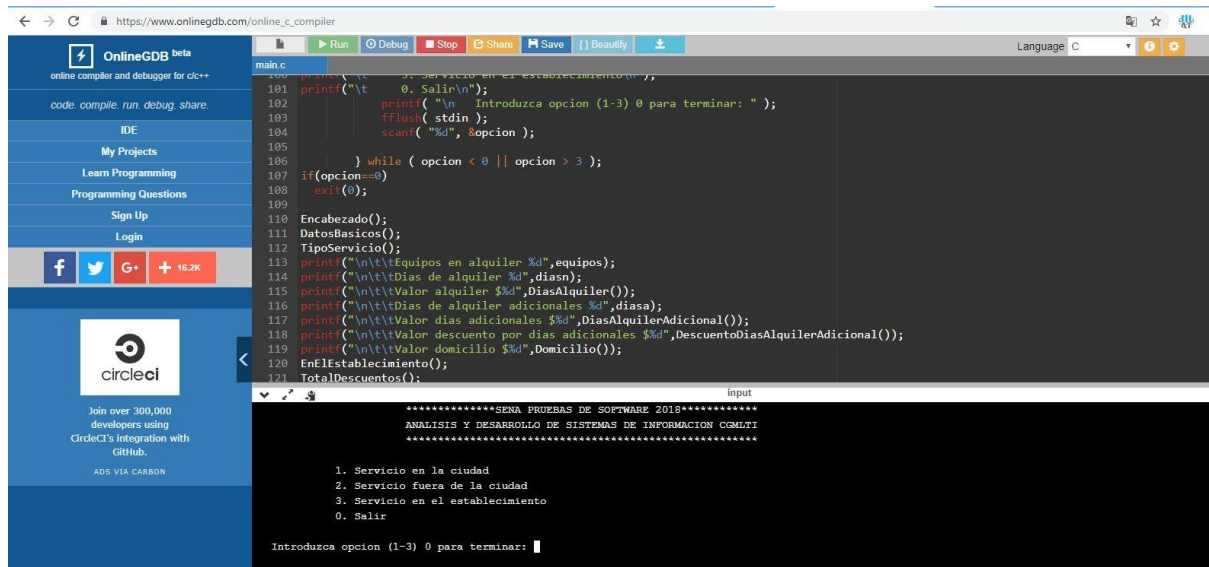 https://www.onlinegdb.com/online_c_compiler
OnlineGDB beta
online compiler and debugger for c/c++
code. compile. run. debug. share.
IDE
My Projects
Learn Programming
Programming Questions
Sign Up
Login
f G+ + 16.2K
circleci
Join over 300,000
developers using
CircleCI's integration with
GitHub.
ADS VIA CARBON
Run Debug Stop Share Save {} Beautify Language C
main.c
100 printf( "\t 3. Servicio en el establecimiento\n");
101 printf("\t 0. Salir\n");
102 printf( "\n Introduzca opcion (1-3) 0 para terminar: " );
103 fflush( stdin );
104 scanf( "%d", &opcion );
105
106 } while ( opcion < 0 || opcion > 3 );
107 if(opcion==0)
108 exit(0);
109
110 Encabezado();
111 DatosBasicos();
112 TipoServicio();
113 printf("\n\t\tEquipos en alquiler %d",equipos);
114 printf("\n\t\tDias de alquiler %d",diasn);
115 printf("\n\t\tValor alquiler $%d",DiasAlquiler());
116 printf("\n\t\tDias de alquiler adicionales %d",diasa);
117 printf("\n\t\tValor dias adicionales $%d",DiasAlquilerAdicional());
118 printf("\n\t\tValor descuento por dias adicionales $%d",DescuentoDiasAlquilerAdicional());
119 printf("\n\t\tValor domicilio $%d",Domicilio());
120 EnElEstablecimiento();
121 TotalDescuentos();
input
**************SENA PRUEBAS DE SOFTWARE 2018************
ANALISIS Y DESARROLLO DE SISTEMAS DE INFORMACION CGMLTI
*******************************************************
1. Servicio en la ciudad
2. Servicio fuera de la ciudad
3. Servicio en el establecimiento
0. Salir
Introduzca opcion (1-3) 0 para terminar: